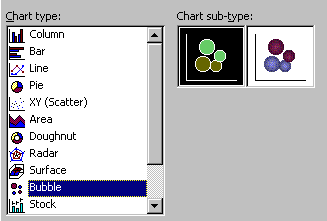 Chart type:
Column
Bar
Line
Pie
XY (Scatter)
Area
Doughnut
Radar
Surface
Bubble
Stock
Chart sub-type: